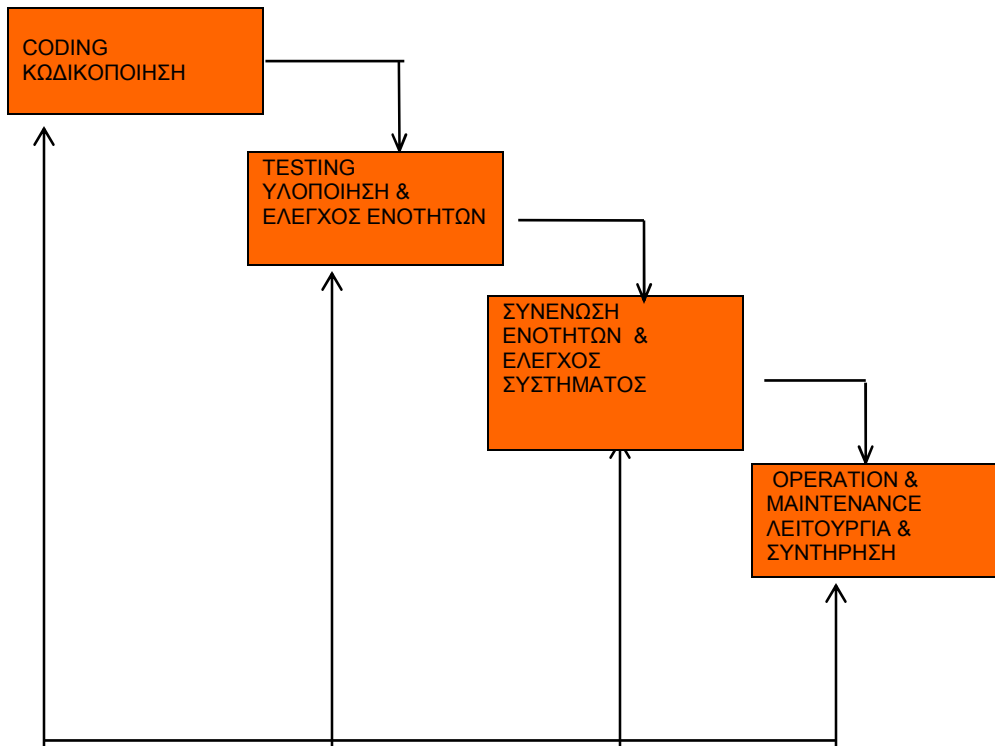 CODING
ΚΩΔΙΚΟΠΟΙΗΣΗ
TESTING
ΥΛΟΠΟΙΗΣΗ &
ΕΛΕΓΧΟΣ ΕΝΟΤΗΤΩΝ
ΣΥΝΕΝΩΣΗ
ΕΝΟΤΗΤΩΝ &
ΕΛΕΓΧΟΣ
ΣΥΣΤΗΜΑΤΟΣ
OPERATION &
MAINTENANCE
ΛΕΙΤΟΥΡΓΙΑ &
ΣΥΝΤΗΡΗΣΗ